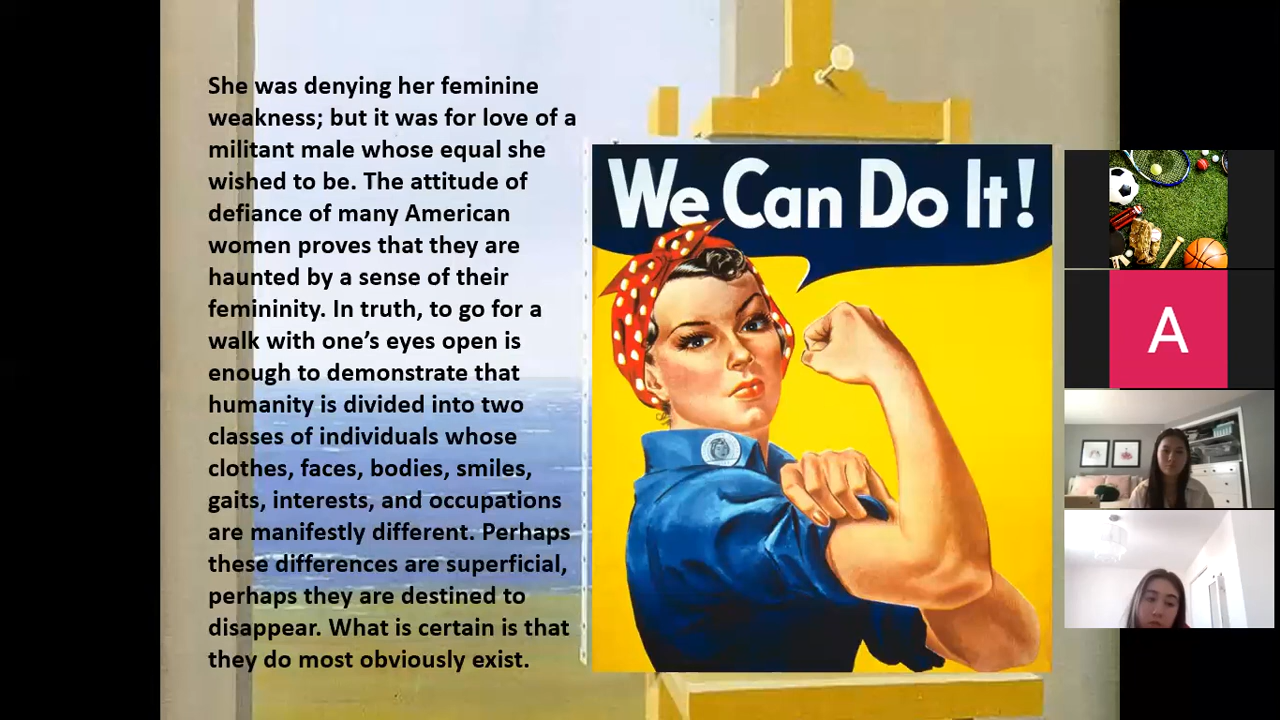 She was denying her feminine
weakness; but it was for love of a
militant male whose equal she
wished to be. The attitude of
defiance of many American
women proves that they are
haunted by a sense of their
femininity. In truth, to go for a
walk with one’s eyes open is
enough to demonstrate that
humanity is divided into two
classes of individuals whose
clothes, faces, bodies, smiles,
gaits, interests, and occupations
are manifestly different. Perhaps
these differences are superficial,
perhaps they are destined to
disappear. What is certain is that
they do most obviously exist.
We Can Do It!
A